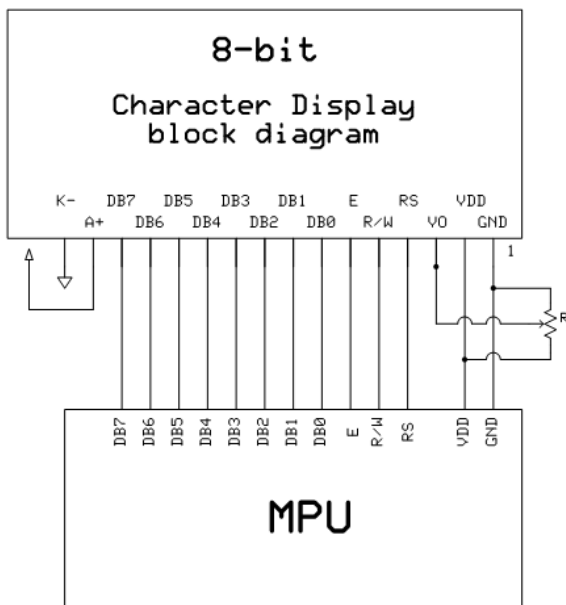 8-bit
Character Display
block diagram
K- DB7 DB5 DB3 DB1 E RS VDD
A+ DB6 DB4 DB2 DB0 R/W VO GND
1
R
DB7 DB6 DB5 DB4 DB3 DB2 DB1 DB0 E R/W RS VDD GND
MPU